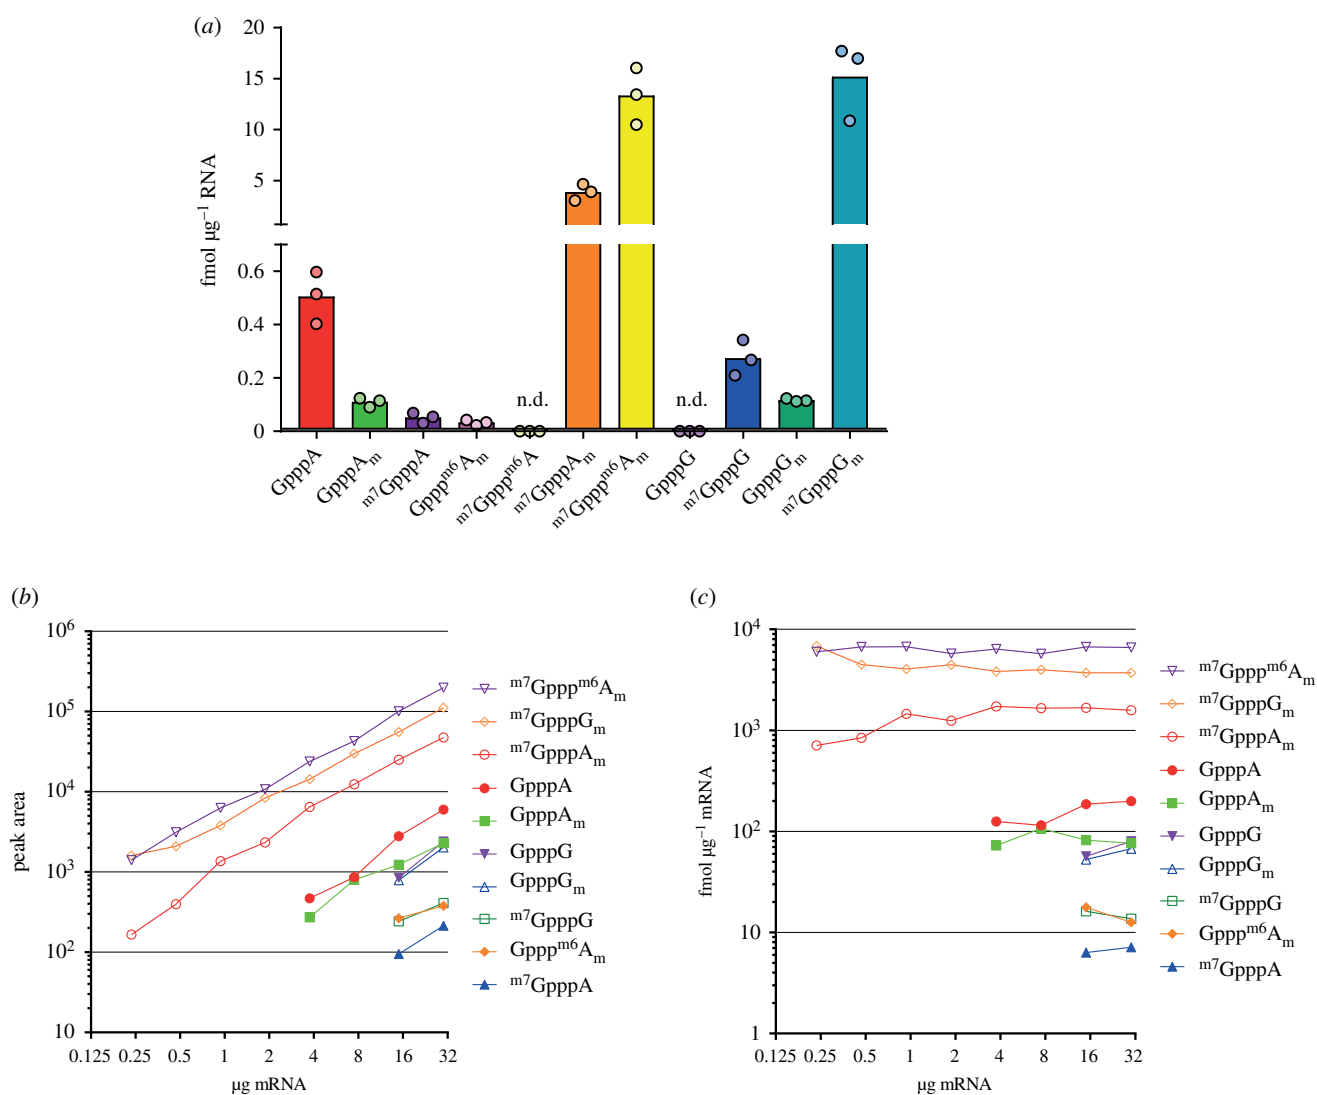 (a)
20
15
10
5
0.6
0.4
0.2
0
fmol µg⁻¹ RNA
n.d.
n.d.
GpppA
GpppAₘ
ᵐ⁷GpppA
Gpppᵐ⁶Aₘ
ᵐ⁷Gpppᵐ⁶A
ᵐ⁷GpppAₘ
ᵐ⁷Gpppᵐ⁶Aₘ
GpppG
ᵐ⁷GpppG
GpppGₘ
ᵐ⁷GpppGₘ
(b)
10⁶
10⁵
10⁴
10³
10²
10
peak area
0.125 0.25 0.5 1 2 4 8 16 32
µg mRNA
ᵐ⁷Gpppᵐ⁶Aₘ
ᵐ⁷GpppGₘ
ᵐ⁷GpppAₘ
GpppA
GpppAₘ
GpppG
GpppGₘ
ᵐ⁷GpppG
Gpppᵐ⁶Aₘ
ᵐ⁷GpppA
(c)
10⁴
10³
10²
10
1
fmol µg⁻¹ mRNA
0.125 0.25 0.5 1 2 4 8 16 32
µg mRNA
ᵐ⁷Gpppᵐ⁶Aₘ
ᵐ⁷GpppGₘ
ᵐ⁷GpppAₘ
GpppA
GpppAₘ
GpppG
GpppGₘ
ᵐ⁷GpppG
Gpppᵐ⁶Aₘ
ᵐ⁷GpppA